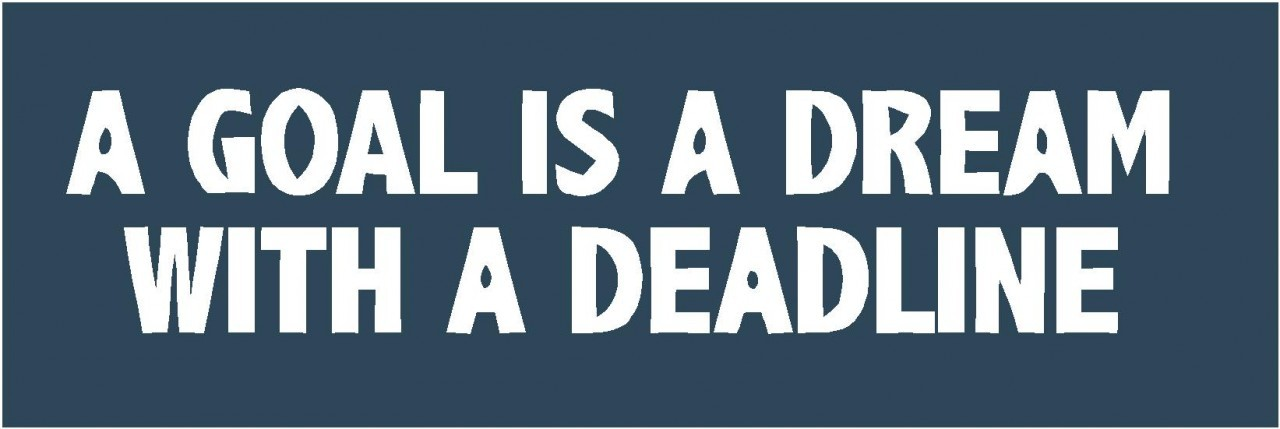 A GOAL IS A DREAM
WITH A DEADLINE